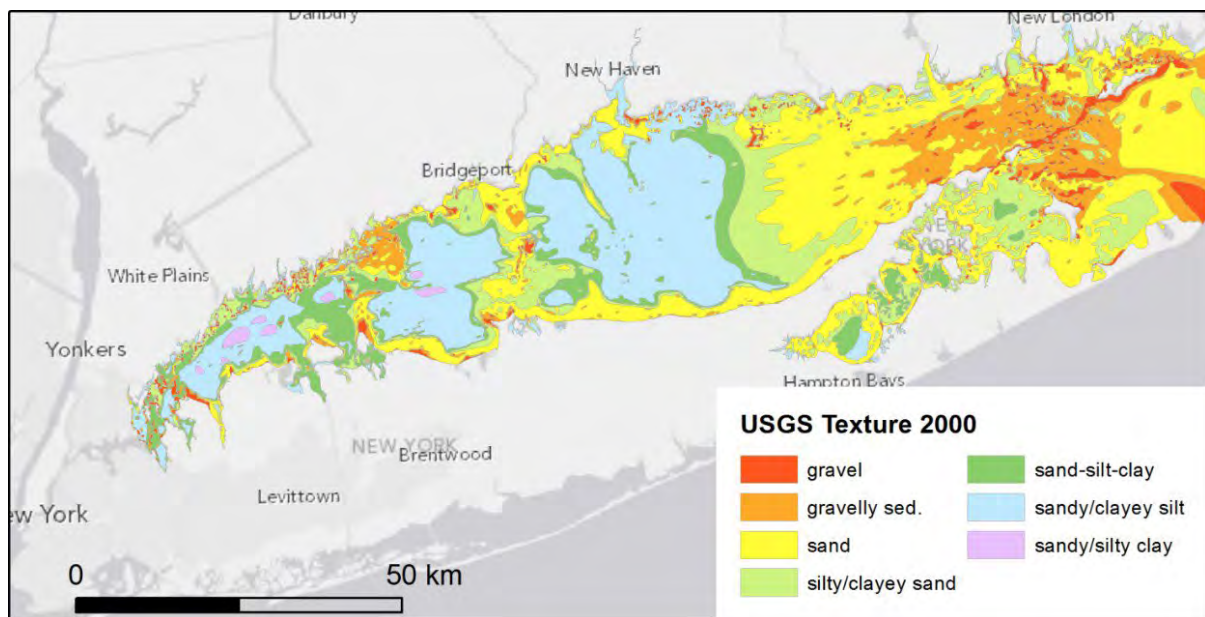 Danbury
New London
New Haven
Bridgeport
White Plains
NEW YORK
Yonkers
Hampton Bays
NEW YORK
Brentwood
Levittown
ew York
0 50 km
USGS Texture 2000
gravel
gravelly sed.
sand
silty/clayey sand
sand-silt-clay
sandy/clayey silt
sandy/silty clay